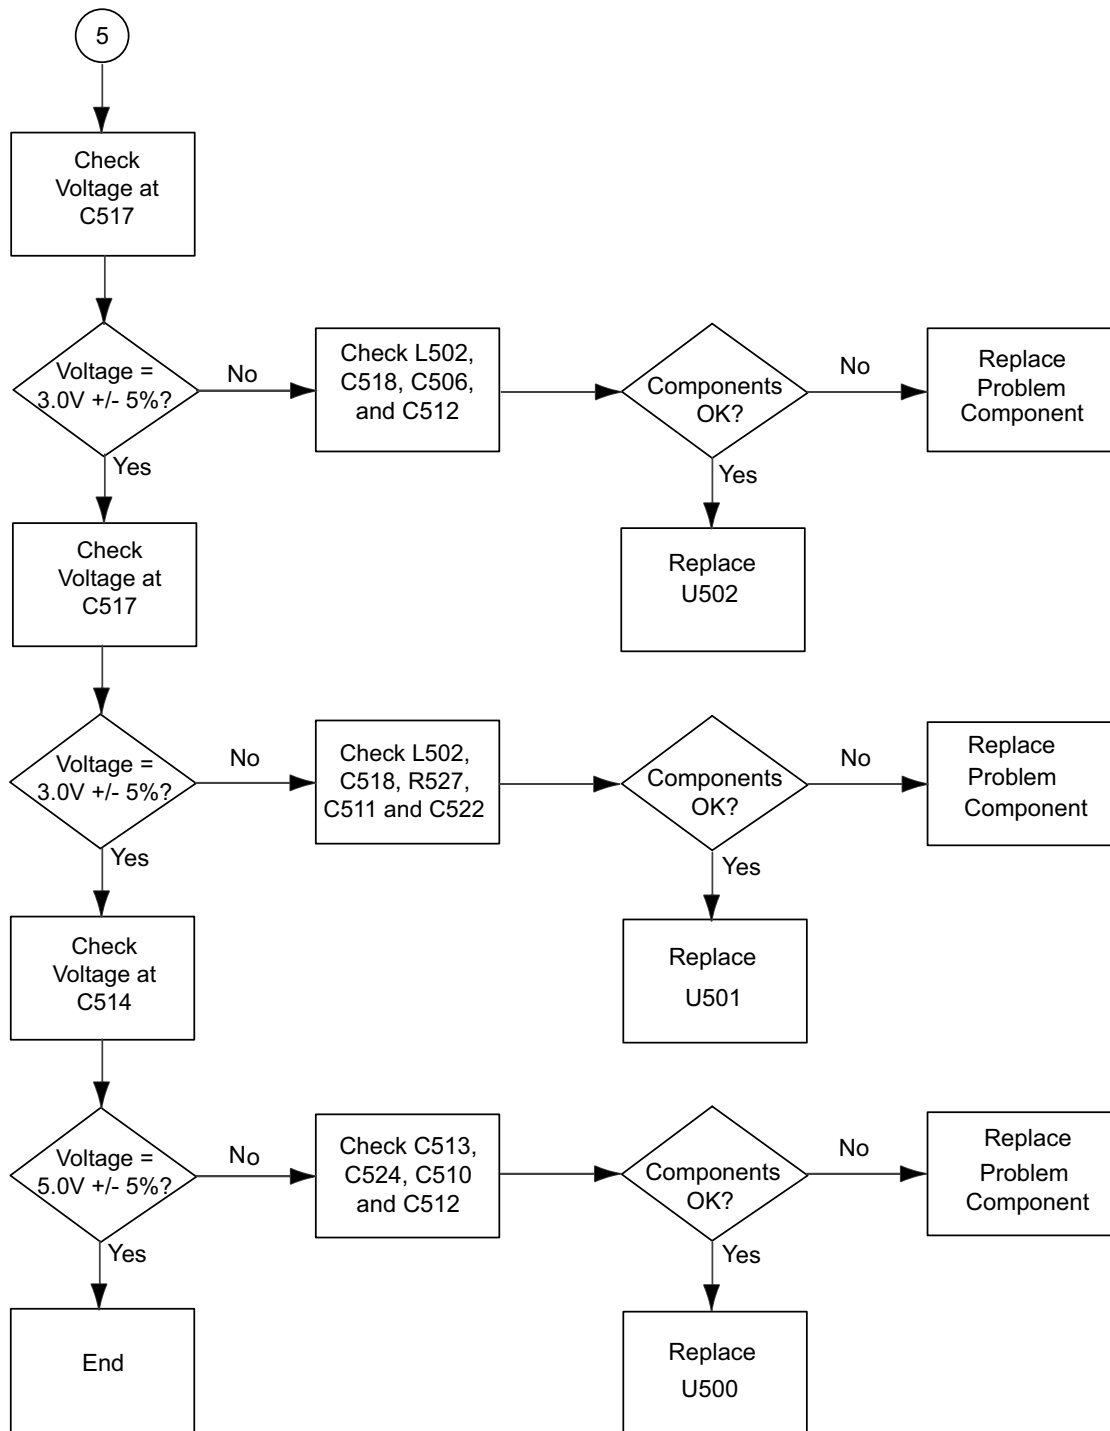 5
Check
Voltage at
C517
Voltage =
3.0V +/- 5%?
No
Check L502,
C518, C506,
and C512
Components
OK?
No
Replace
Problem
Component
Yes
Yes
Replace
U502
Check
Voltage at
C517
Voltage =
3.0V +/- 5%?
No
Check L502,
C518, R527,
C511 and C522
Components
OK?
No
Replace
Problem
Component
Yes
Yes
Replace
U501
Check
Voltage at
C514
Voltage =
5.0V +/- 5%?
No
Check C513,
C524, C510
and C512
Components
OK?
No
Replace
Problem
Component
Yes
Yes
End
Replace
U500